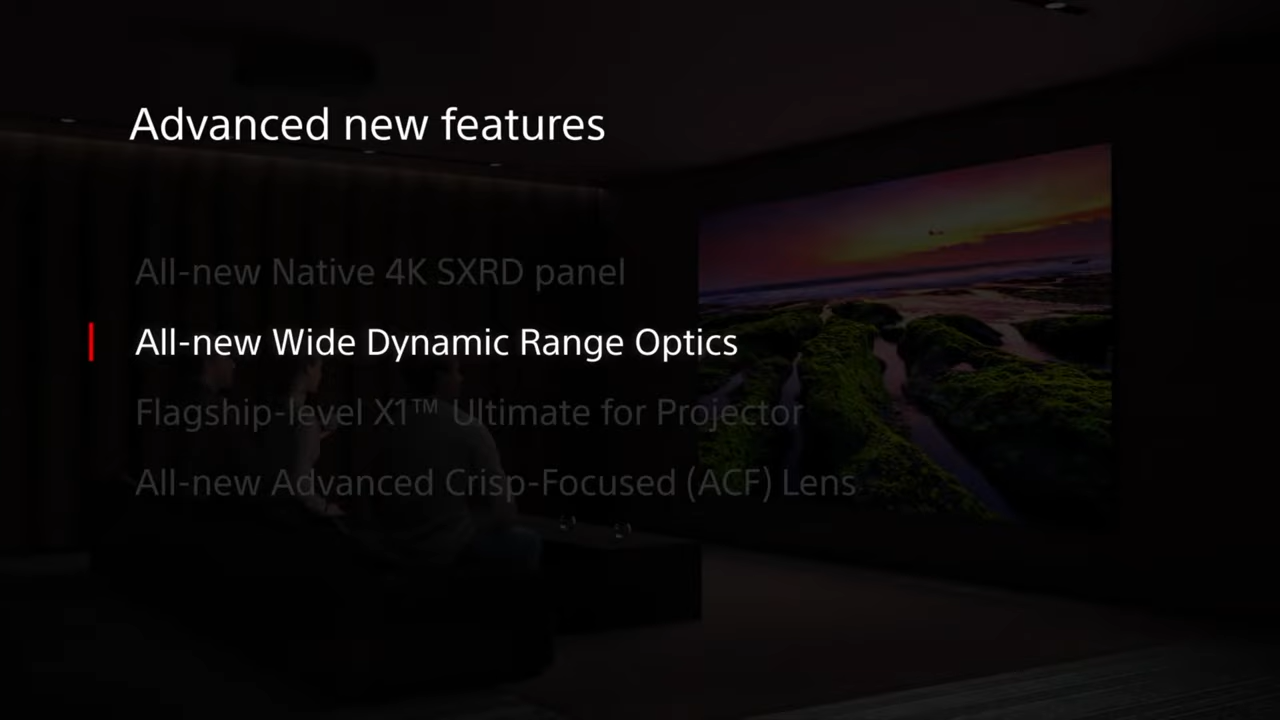 Advanced new features
All-new Native 4K SXRD panel
All-new Wide Dynamic Range Optics
Flagship-level X1™ Ultimate for Projector
All-new Advanced Crisp-Focused (ACF) Lens